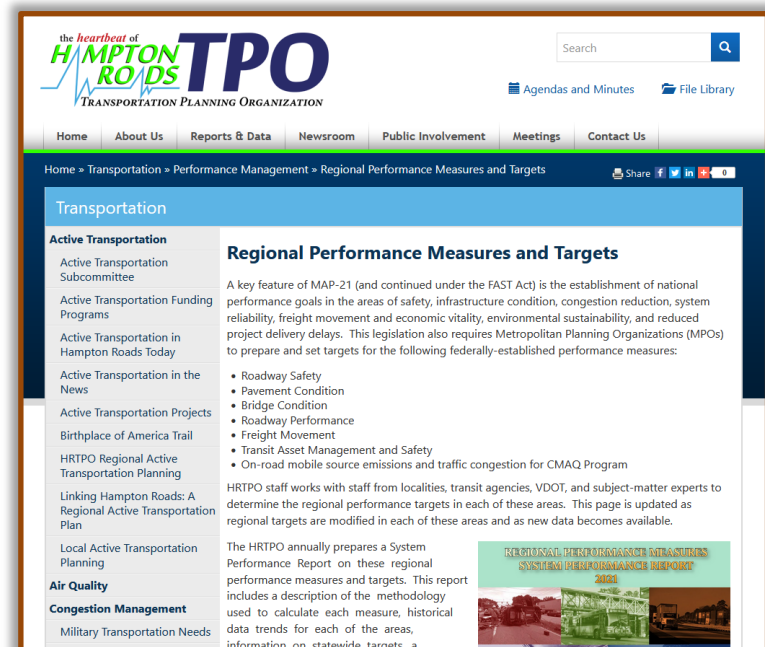 the heartbeat of
HAMPTON
ROADS
TPO
TRANSPORTATION PLANNING ORGANIZATION
Search
Agendas and Minutes
File Library
Home
About Us
Reports & Data
Newsroom
Public Involvement
Meetings
Contact Us
Home » Transportation » Performance Management » Regional Performance Measures and Targets
Share
0
Transportation
Active Transportation
Active Transportation
Subcommittee
Active Transportation Funding
Programs
Active Transportation in
Hampton Roads Today
Active Transportation in the
News
Active Transportation Projects
Birthplace of America Trail
HRTPO Regional Active
Transportation Planning
Linking Hampton Roads: A
Regional Active Transportation
Plan
Local Active Transportation
Planning
Air Quality
Congestion Management
Military Transportation Needs
Regional Performance Measures and Targets
A key feature of MAP-21 (and continued under the FAST Act) is the establishment of national
performance goals in the areas of safety, infrastructure condition, congestion reduction, system
reliability, freight movement and economic vitality, environmental sustainability, and reduced
project delivery delays.  This legislation also requires Metropolitan Planning Organizations (MPOs)
to prepare and set targets for the following federally-established performance measures:
• Roadway Safety
• Pavement Condition
• Bridge Condition
• Roadway Performance
• Freight Movement
• Transit Asset Management and Safety
• On-road mobile source emissions and traffic congestion for CMAQ Program
HRTPO staff works with staff from localities, transit agencies, VDOT, and subject-matter experts to
determine the regional performance targets in each of these areas.  This page is updated as
regional targets are modified in each of these areas and as new data becomes available.
The HRTPO annually prepares a System
Performance Report on these regional
performance measures and targets. This report
includes a description of the methodology
used to calculate each measure, historical
data trends for each of the areas,
information on statewide targets, a
REGIONAL PERFORMANCE MEASURES
SYSTEM PERFORMANCE REPORT
2021